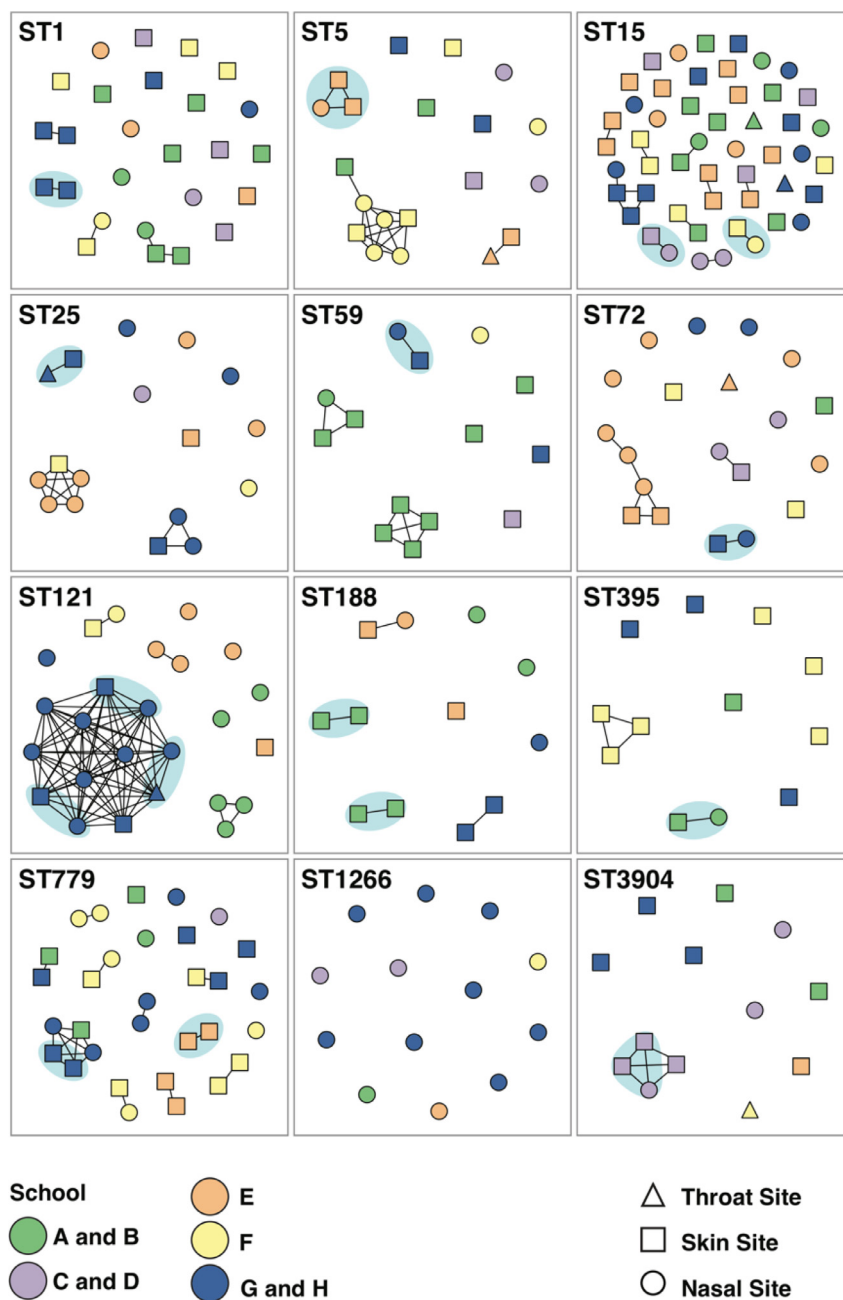 ST1
ST5
ST15
ST25
ST59
ST72
ST121
ST188
ST395
ST779
ST1266
ST3904
School
A and B
C and D
E
F
G and H
Throat Site
Skin Site
Nasal Site